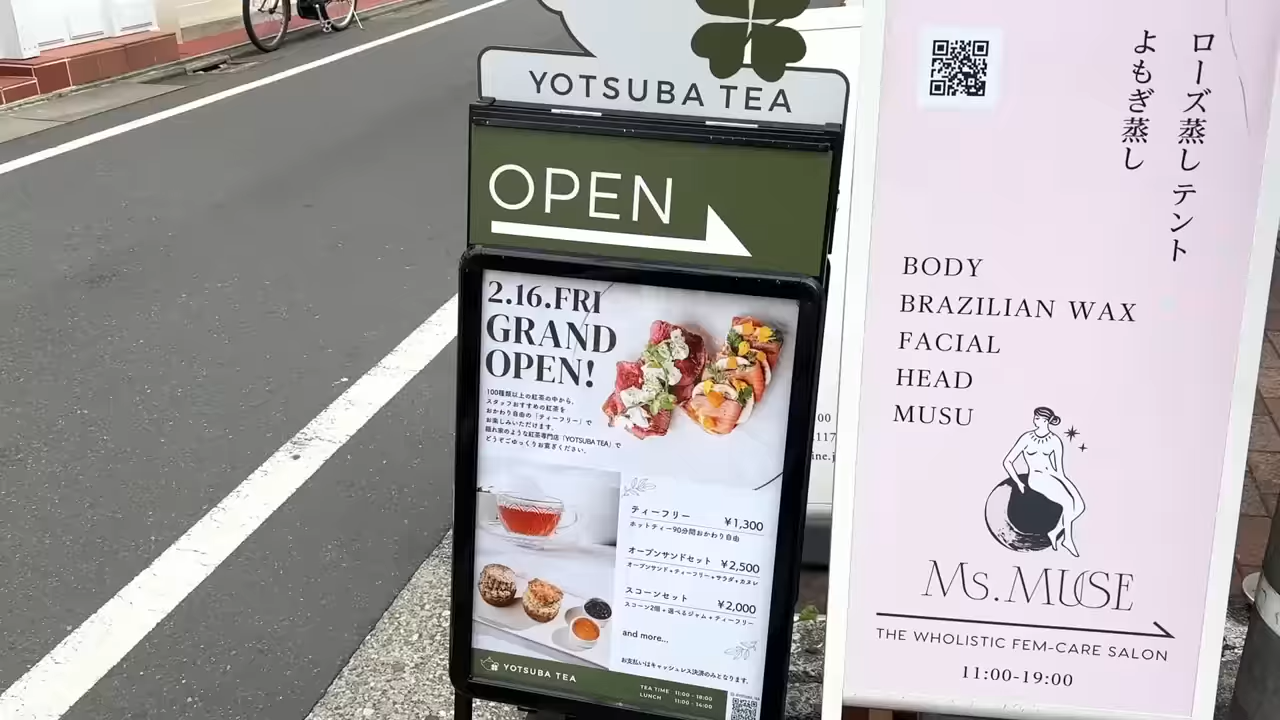 YOTSUBA TEA
OPEN
2.16.FRI
GRAND
OPEN!
100種類以上の紅茶の中から、
スタッフおすすめの紅茶を
おかわり自由の「ティーフリー」で
お楽しみいただけます。
隠れ家のような紅茶専門店「YOTSUBA TEA」で
どうぞごゆっくりお寛ぎください。
ティーフリー ¥1,300
ホットティー90分間おかわり自由
オープンサンドセット ¥2,500
オープンサンド+ティーフリー+サラダ+カヌレ
スコーンセット ¥2,000
スコーン2個+選べるジャム+ティーフリー
and more...
お支払いはキャッシュレス決済のみとなります。
YOTSUBA TEA
TEA TIME 11:00 - 18:00
LUNCH 11:00 - 14:00
ローズ蒸しテント
よもぎ蒸し
BODY
BRAZILIAN WAX
FACIAL
HEAD
MUSU
Ms. MUSE
THE WHOLISTIC FEM-CARE SALON
11:00-19:00